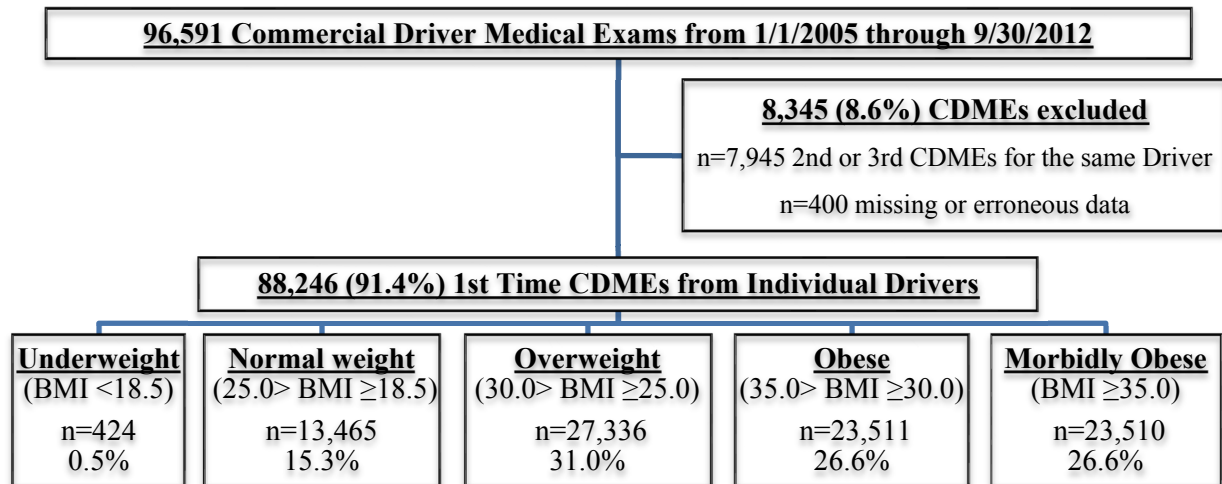 96,591 Commercial Driver Medical Exams from 1/1/2005 through 9/30/2012
8,345 (8.6%) CDMEs excluded
n=7,945 2nd or 3rd CDMEs for the same Driver
n=400 missing or erroneous data
88,246 (91.4%) 1st Time CDMEs from Individual Drivers
Underweight
(BMI <18.5)
n=424
0.5%
Normal weight
(25.0> BMI ≥18.5)
n=13,465
15.3%
Overweight
(30.0> BMI ≥25.0)
n=27,336
31.0%
Obese
(35.0> BMI ≥30.0)
n=23,511
26.6%
Morbidly Obese
(BMI ≥35.0)
n=23,510
26.6%